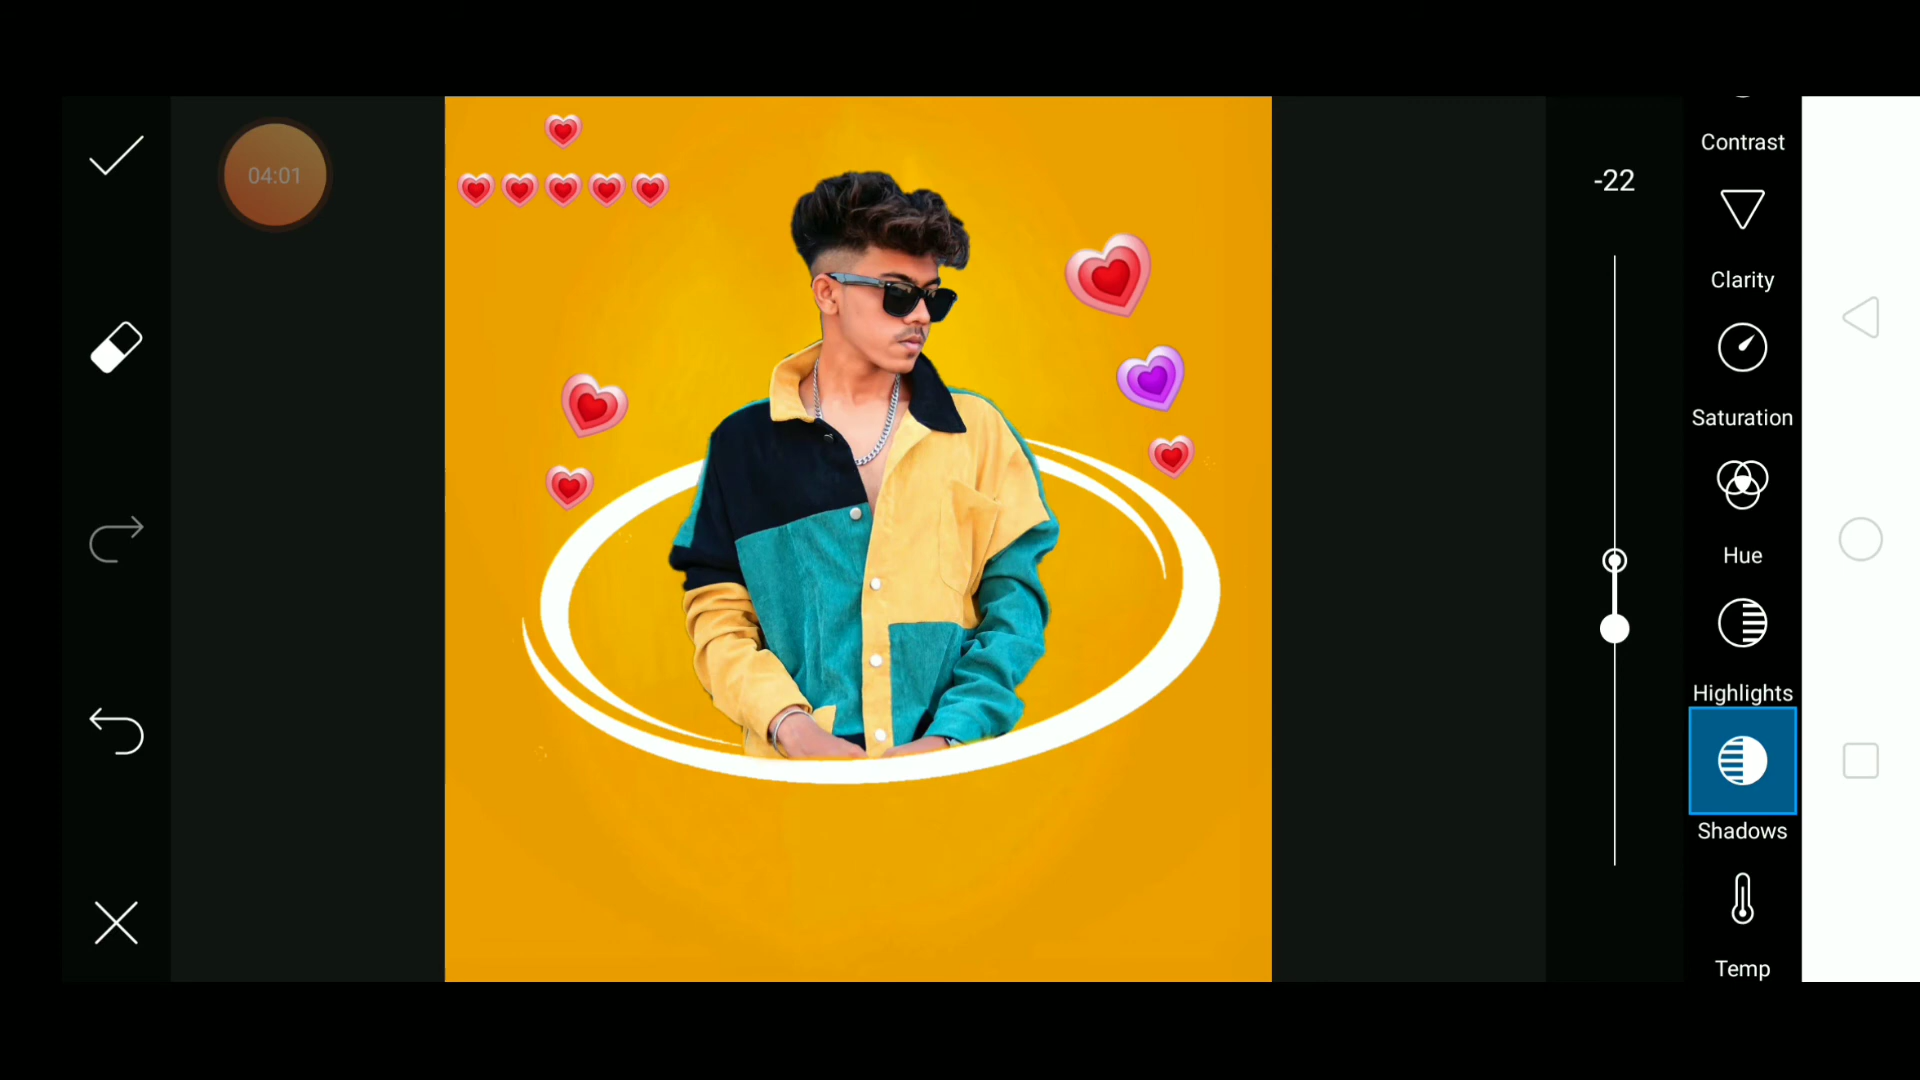 04:01
-22
Contrast
Clarity
Saturation
Hue
Highlights
Shadows
Temp